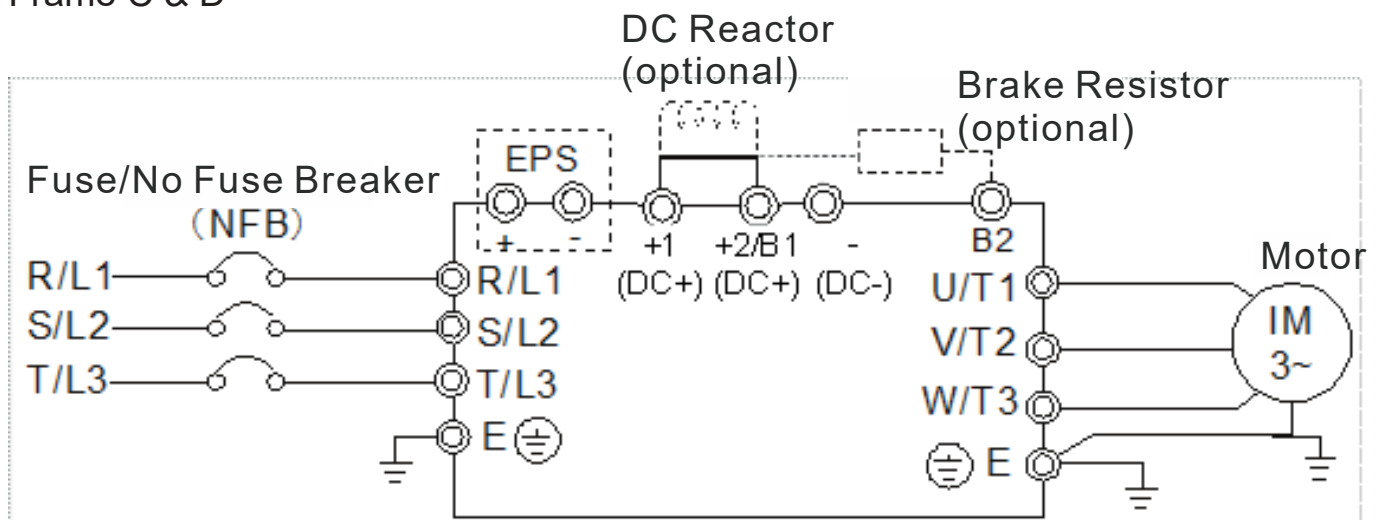 Frame C & D
DC Reactor
(optional)
Brake Resistor
(optional)
EPS
+ -
Fuse/No Fuse Breaker
(NFB)
+1 +2/B1 - B2
(DC+) (DC+) (DC-)
R/L1 R/L1
S/L2 S/L2
T/L3 T/L3
E
U/T1
V/T2
W/T3
E
Motor
IM
3~